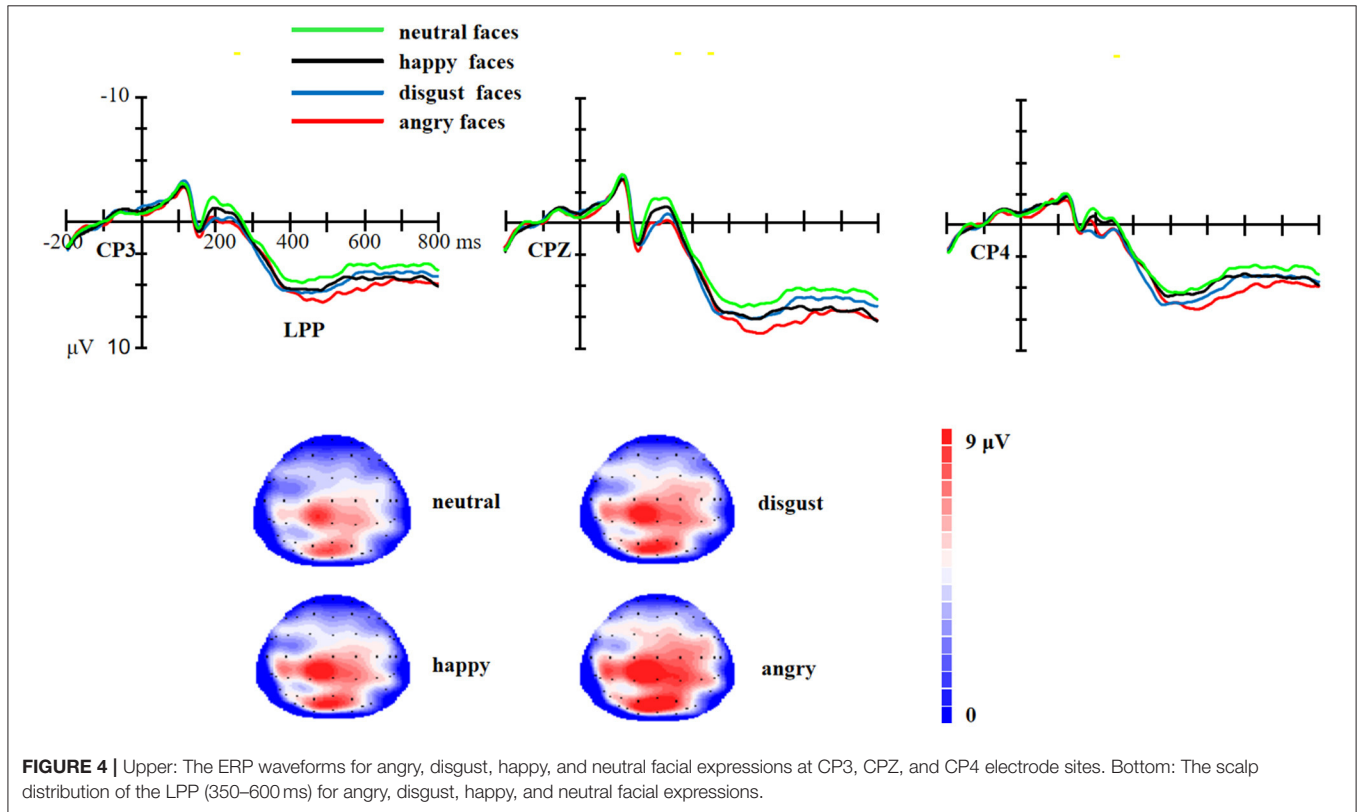 neutral faces
happy faces
disgust faces
angry faces
-10
-200
200
400
600
800 ms
CP3
CPZ
CP4
LPP
μV 10
neutral
disgust
9 μV
happy
angry
0
FIGURE 4 | Upper: The ERP waveforms for angry, disgust, happy, and neutral facial expressions at CP3, CPZ, and CP4 electrode sites. Bottom: The scalp
distribution of the LPP (350–600 ms) for angry, disgust, happy, and neutral facial expressions.